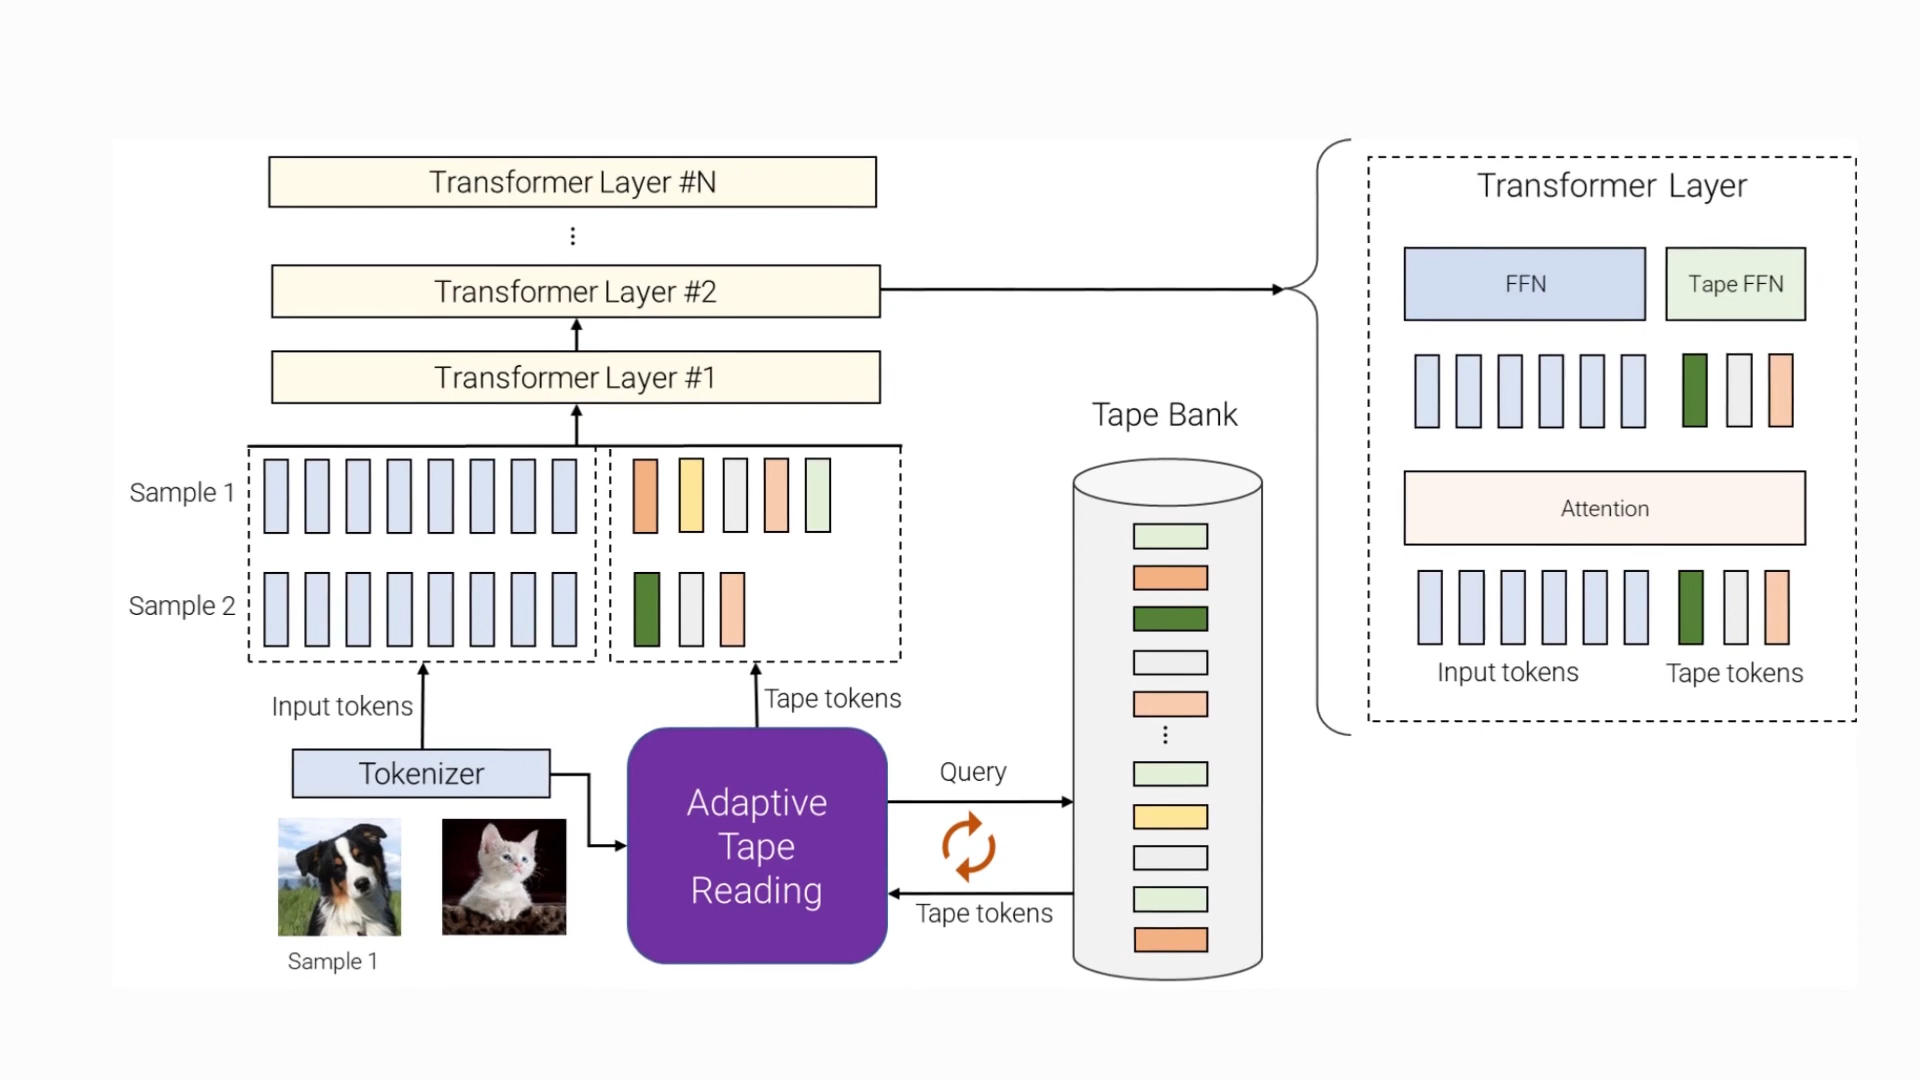 Transformer Layer #N
⋮
Transformer Layer #2
Transformer Layer #1
Sample 1
Sample 2
Input tokens
Tape tokens
Tokenizer
Adaptive
Tape
Reading
Sample 1
Query
Tape tokens
Tape Bank
⋮
Transformer Layer
FFN
Tape FFN
Attention
Input tokens
Tape tokens